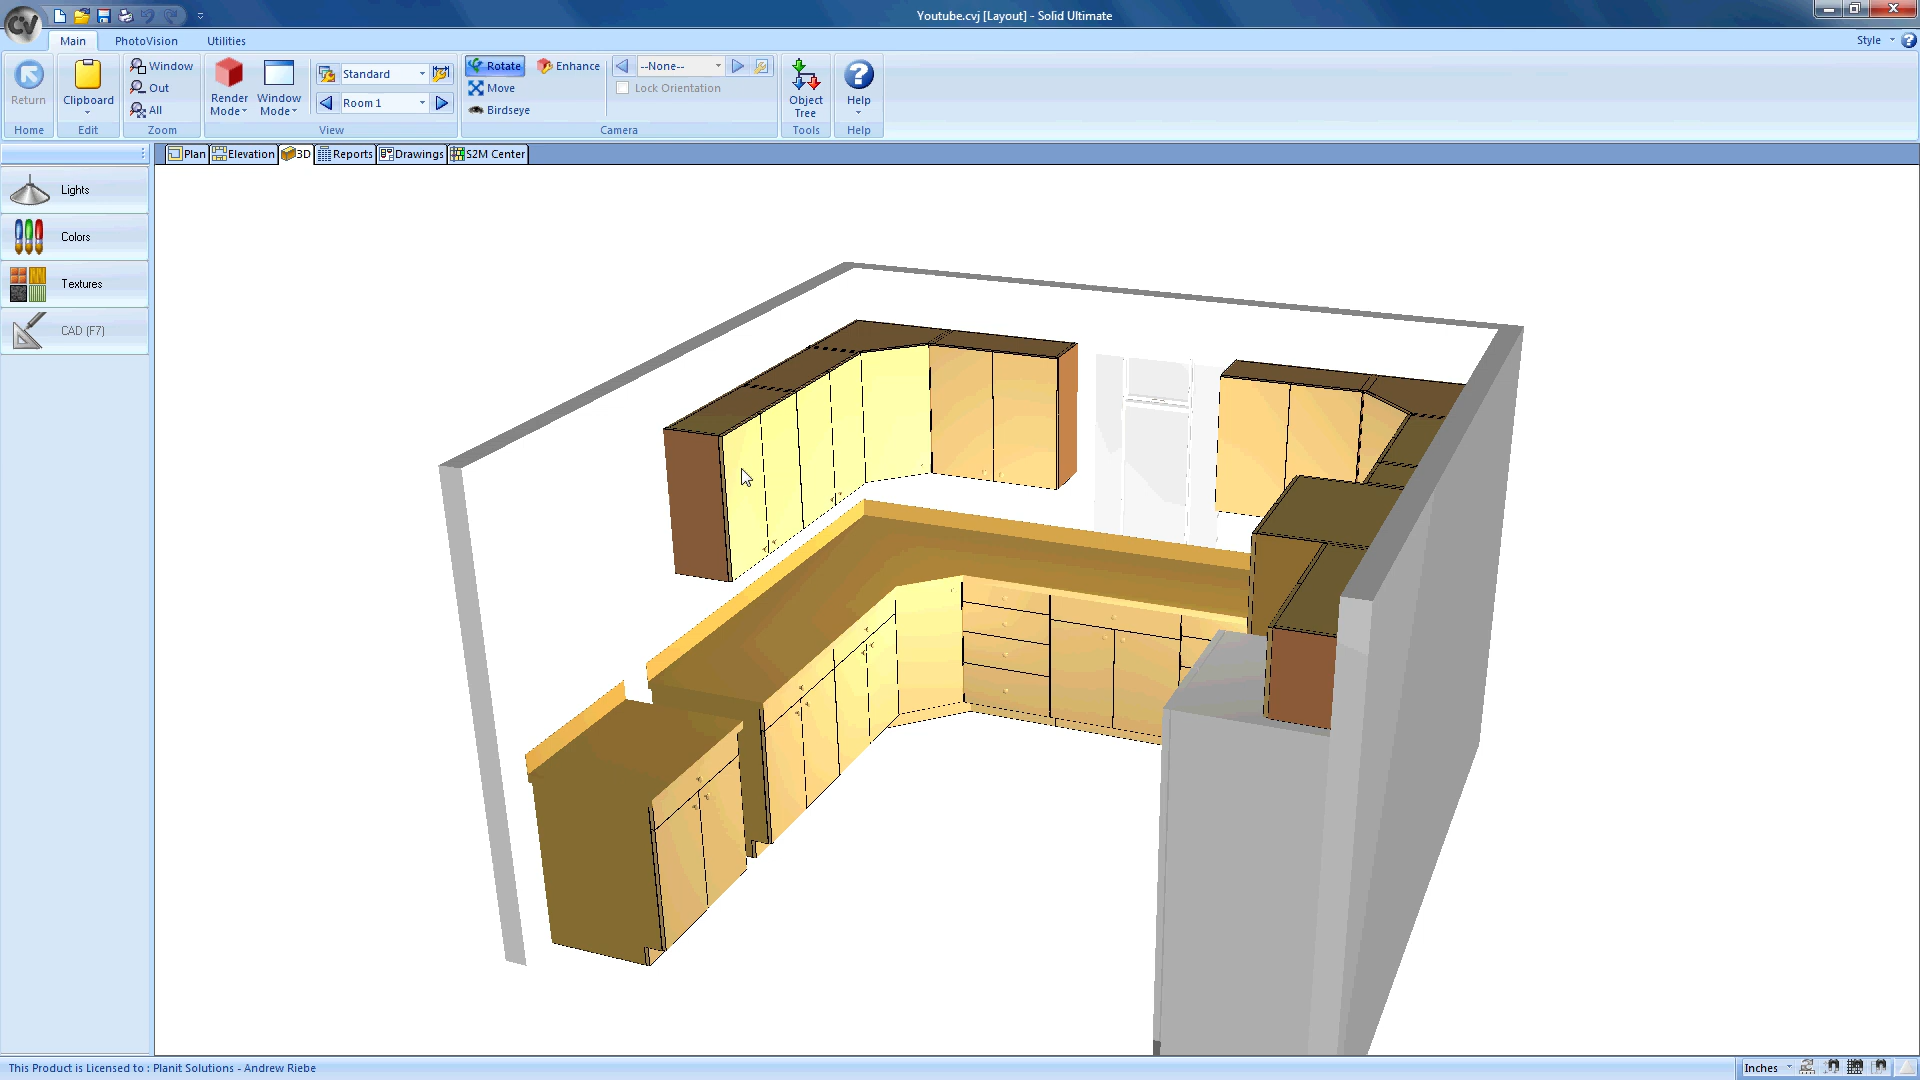 CV
Youtube.cvj [Layout] - Solid Ultimate
Main
PhotoVision
Utilities
Style
Return
Home
Clipboard
Edit
Window
Out
All
Zoom
Render
Mode
Window
Mode
Standard
Room 1
View
Rotate
Move
Birdseye
Enhance
--None--
Lock Orientation
Camera
Object
Tree
Tools
Help
Help
Plan
Elevation
3D
Reports
Drawings
S2M Center
Lights
Colors
Textures
CAD (F7)
This Product is Licensed to : Planit Solutions - Andrew Riebe
Inches